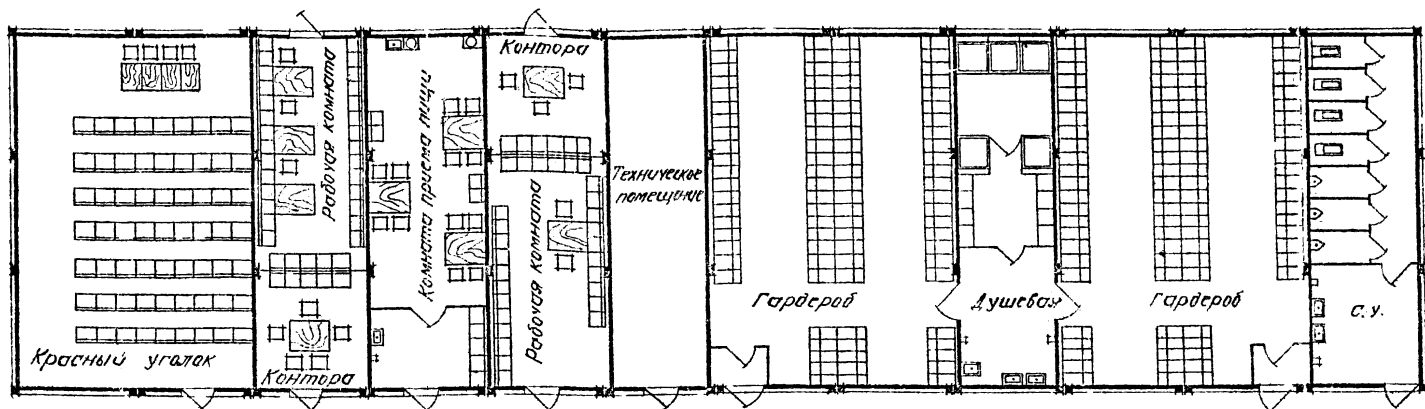 Красный уголок
Контора
Рабочая комната
Комната приема пищи
Контора
Рабочая комната
Техническое
помещение
Гардероб
Душевая
Гардероб
С.У.